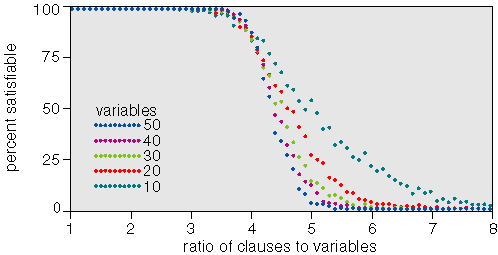 100
75
50
25
0
percent satisfiable
variables
50
40
30
20
10
1 2 3 4 5 6 7 8
ratio of clauses to variables